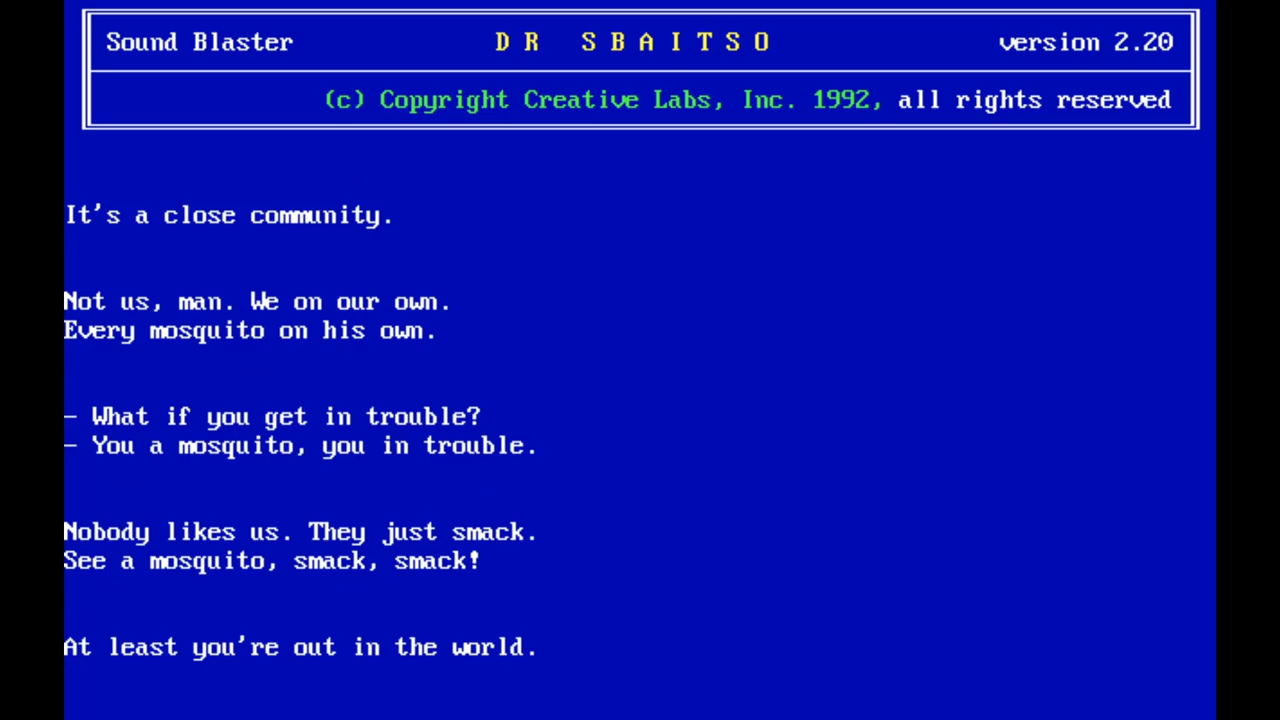 Sound Blaster D R S B A I T S O version 2.20
(c) Copyright Creative Labs, Inc. 1992, all rights reserved
It's a close community.
Not us, man. We on our own.
Every mosquito on his own.
- What if you get in trouble?
- You a mosquito, you in trouble.
Nobody likes us. They just smack.
See a mosquito, smack, smack!
At least you're out in the world.